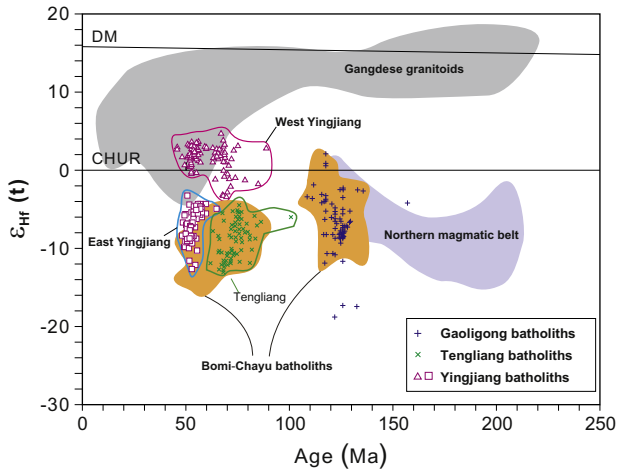 20
DM
Gangdese granitoids
10
West Yingjiang
CHUR
0
εHf (t)
East Yingjiang
Northern magmatic belt
-10
Tengliang
-20
Bomi-Chayu batholiths
Gaoligong batholiths
Tengliang batholiths
Yingjiang batholiths
-30
0 50 100 150 200 250
Age (Ma)